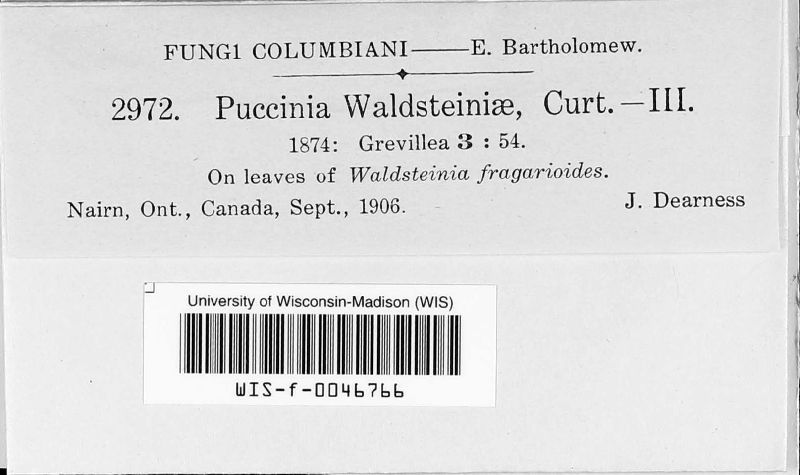 FUNGI COLUMBIANI——E. Bartholomew.
2972. Puccinia Waldsteiniæ, Curt.—III.
1874: Grevillea 3 : 54.
On leaves of Waldsteinia fragarioides.
Nairn, Ont., Canada, Sept., 1906. J. Dearness
University of Wisconsin-Madison (WIS)
WIS-f-0046766